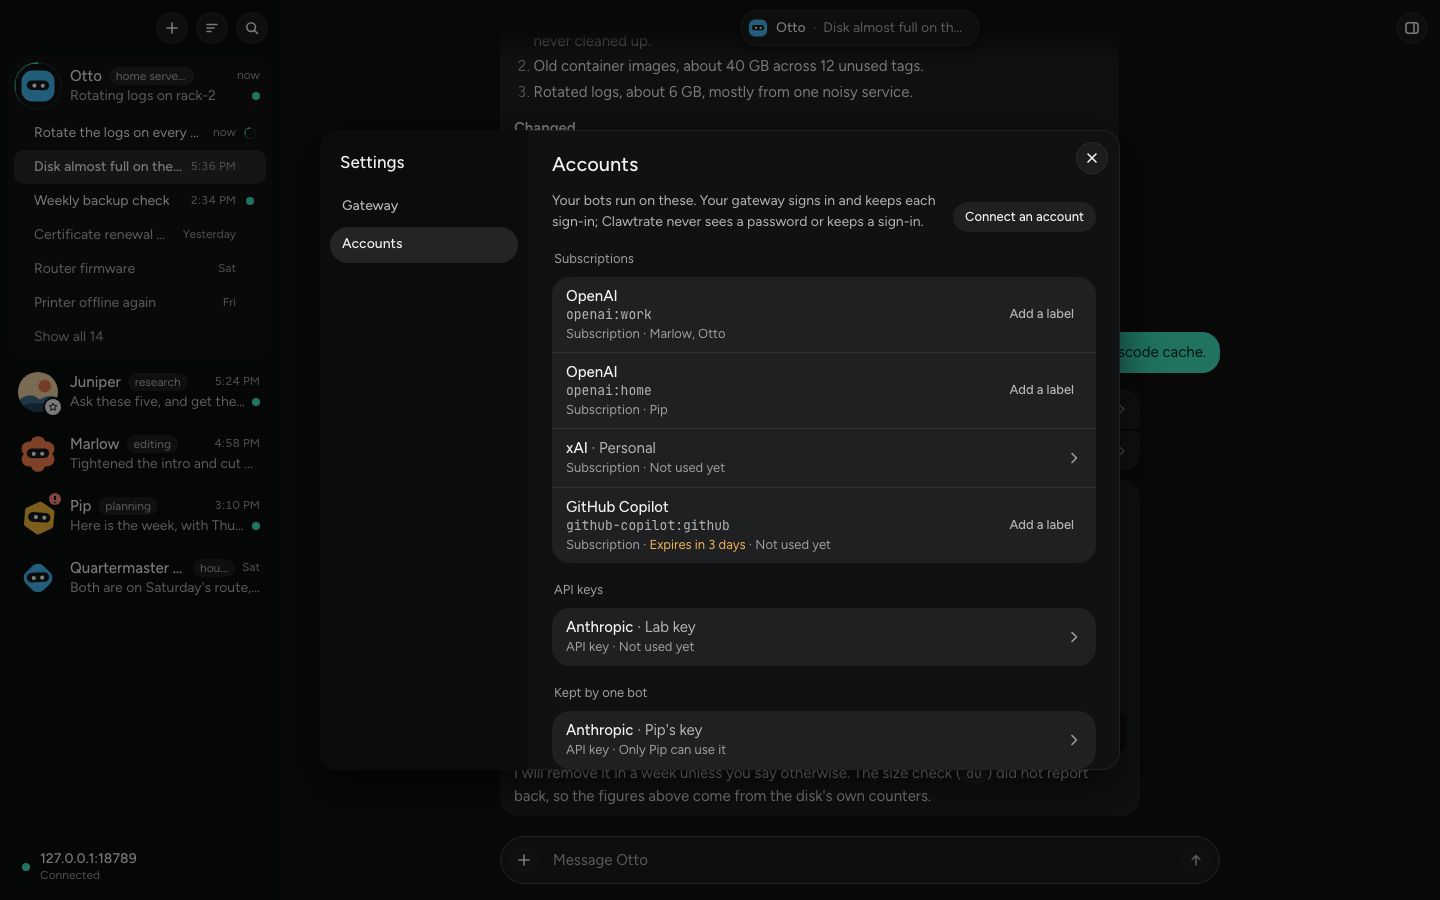 Otto
home serve...
now
Rotating logs on rack-2
Rotate the logs on every ...
now
Disk almost full on the...
5:36 PM
Weekly backup check
2:34 PM
Certificate renewal ...
Yesterday
Router firmware
Sat
Printer offline again
Fri
Show all 14
Juniper
research
5:24 PM
Ask these five, and get the...
Marlow
editing
4:58 PM
Tightened the intro and cut ...
Pip
planning
3:10 PM
Here is the week, with Thu...
Quartermaster ...
hou...
Sat
Both are on Saturday's route,...
127.0.0.1:18789
Connected
Otto · Disk almost full on th...
never cleaned up.
2. Old container images, about 40 GB across 12 unused tags.
3. Rotated logs, about 6 GB, mostly from one noisy service.
Changed
scode cache.
Settings
Gateway
Accounts
Accounts
Your bots run on these. Your gateway signs in and keeps each
sign-in; Clawtrate never sees a password or keeps a sign-in.
Connect an account
Subscriptions
OpenAI
openai:work
Subscription · Marlow, Otto
Add a label
OpenAI
openai:home
Subscription · Pip
Add a label
xAI · Personal
Subscription · Not used yet
GitHub Copilot
github-copilot:github
Subscription · Expires in 3 days · Not used yet
Add a label
API keys
Anthropic · Lab key
API key · Not used yet
Kept by one bot
Anthropic · Pip's key
API key · Only Pip can use it
I will remove it in a week unless you say otherwise. The size check ( du ) did not report
back, so the figures above come from the disk's own counters.
Message Otto